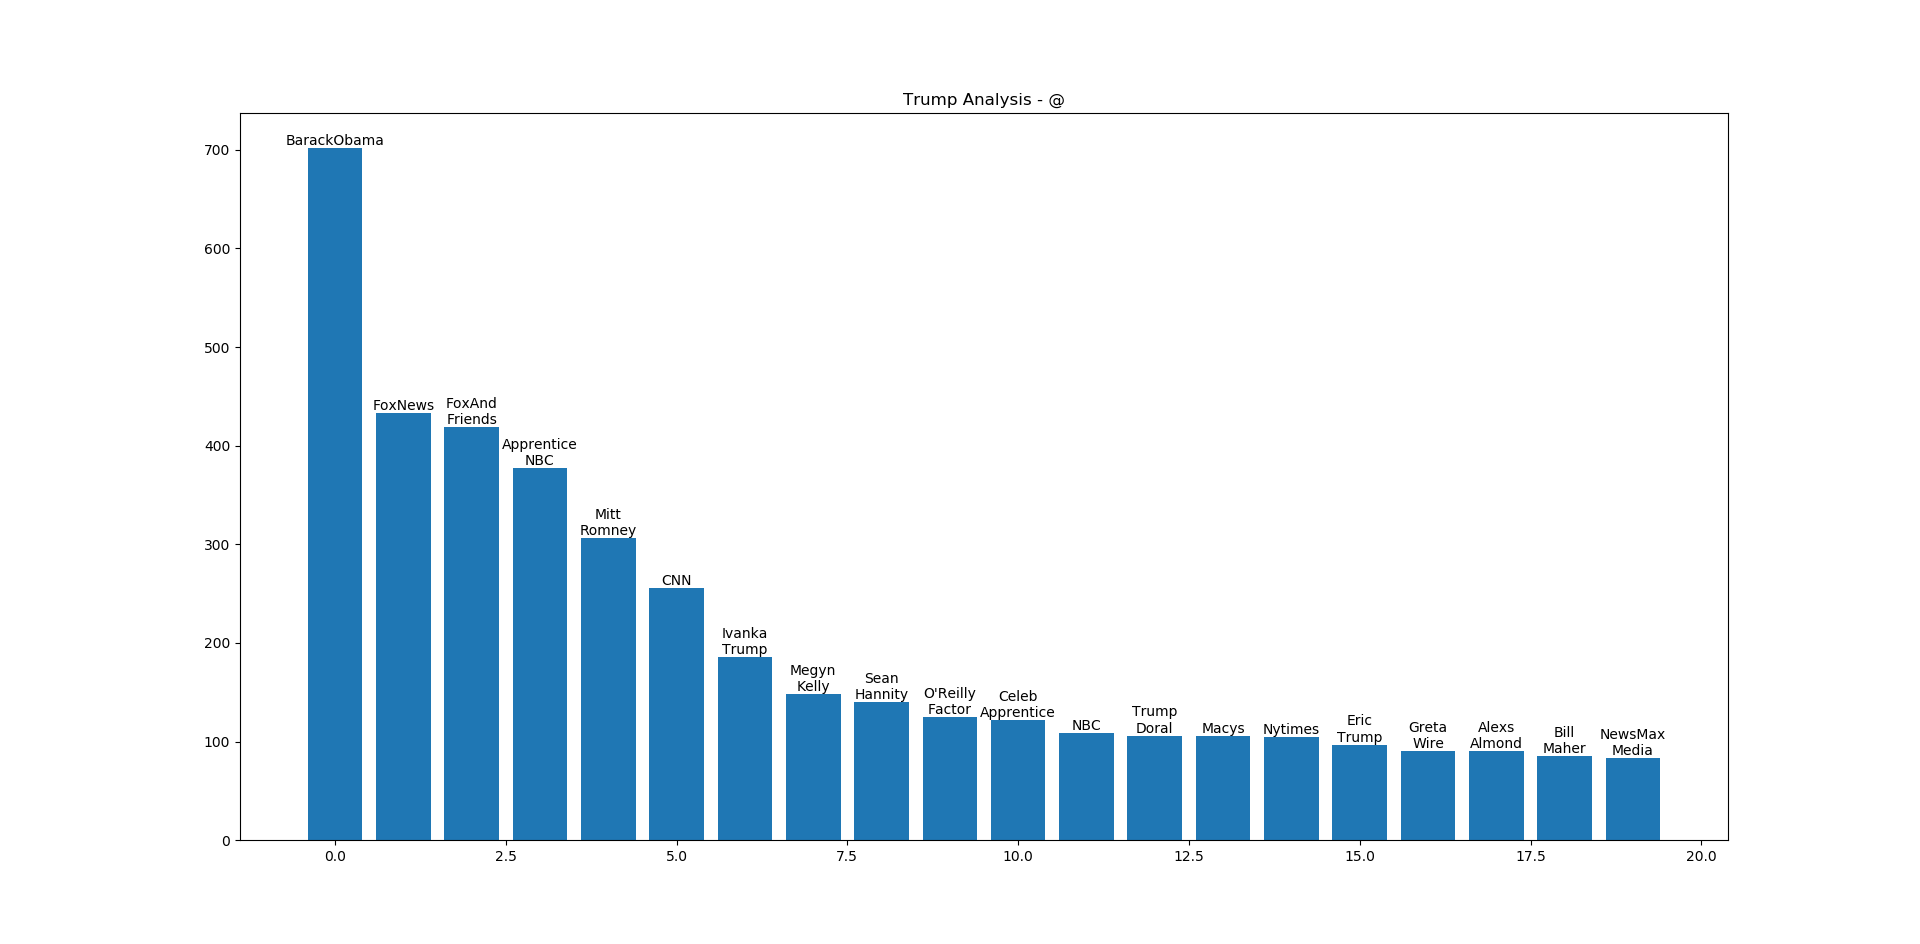 Trump Analysis - @
700
600
500
400
300
200
100
0
BarackObama
FoxNews
FoxAnd
Friends
Apprentice
NBC
Mitt
Romney
CNN
Ivanka
Trump
Megyn
Kelly
Sean
Hannity
O'Reilly
Factor
Celeb
Apprentice
NBC
Trump
Doral
Macys
Nytimes
Eric
Trump
Greta
Wire
Alexs
Almond
Bill
Maher
NewsMax
Media
0.0 2.5 5.0 7.5 10.0 12.5 15.0 17.5 20.0